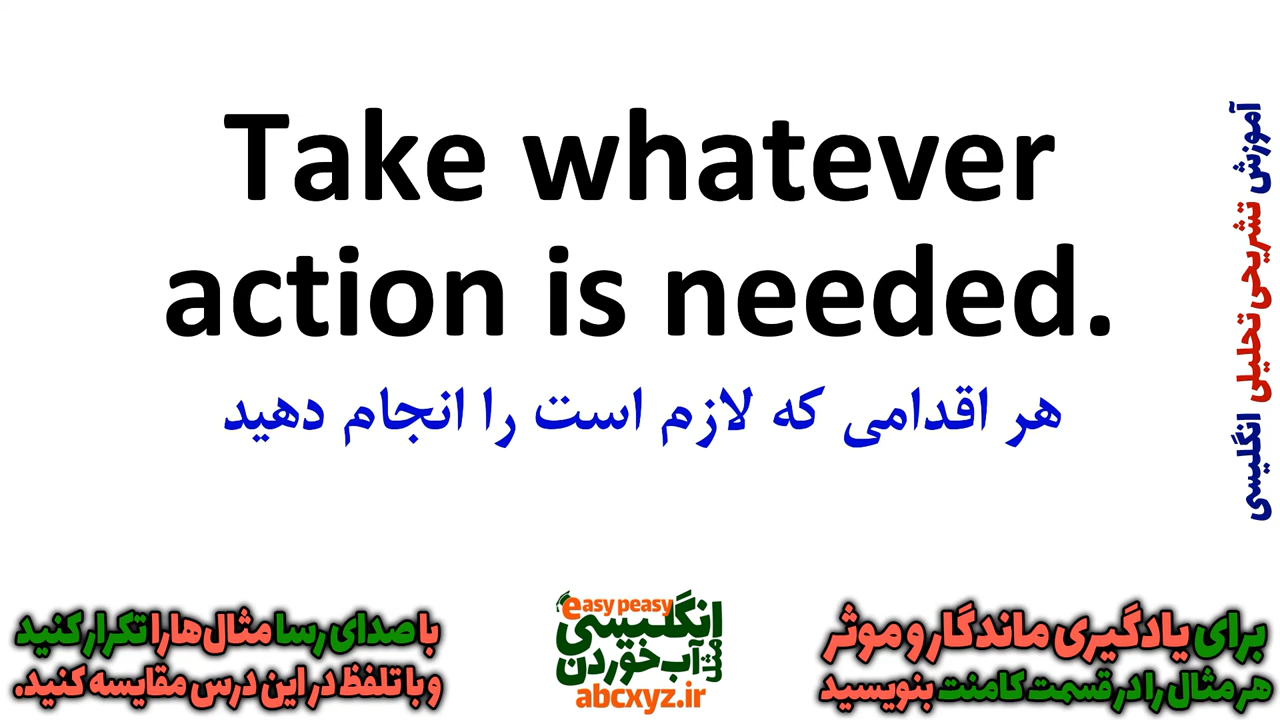 Take whatever
action is needed.
هر اقدامی که لازم است را انجام دهید
آموزش تشریحی تحلیلی انگلیسی
برای یادگیری ماندگار و موثر
هر مثال را در قسمت کامنت بنویسید
easy peasy
انگلیسی
مثل آب خوردن
abcxyz.ir
با صدای رسا مثال‌ها را تکرار کنید
و با تلفظ در این درس مقایسه کنید.